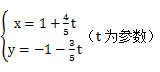 x = 1 + 4/5 t
y = −1 − 3/5 t （t 为参数）